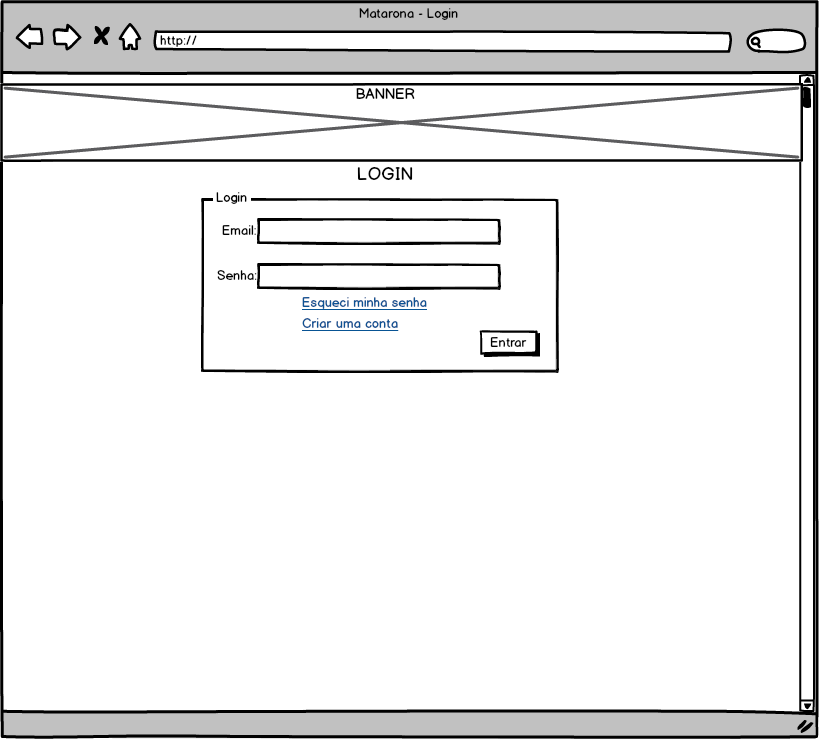 Matarona - Login
http://
BANNER
LOGIN
Login
Email:
Senha:
Esqueci minha senha
Criar uma conta
Entrar